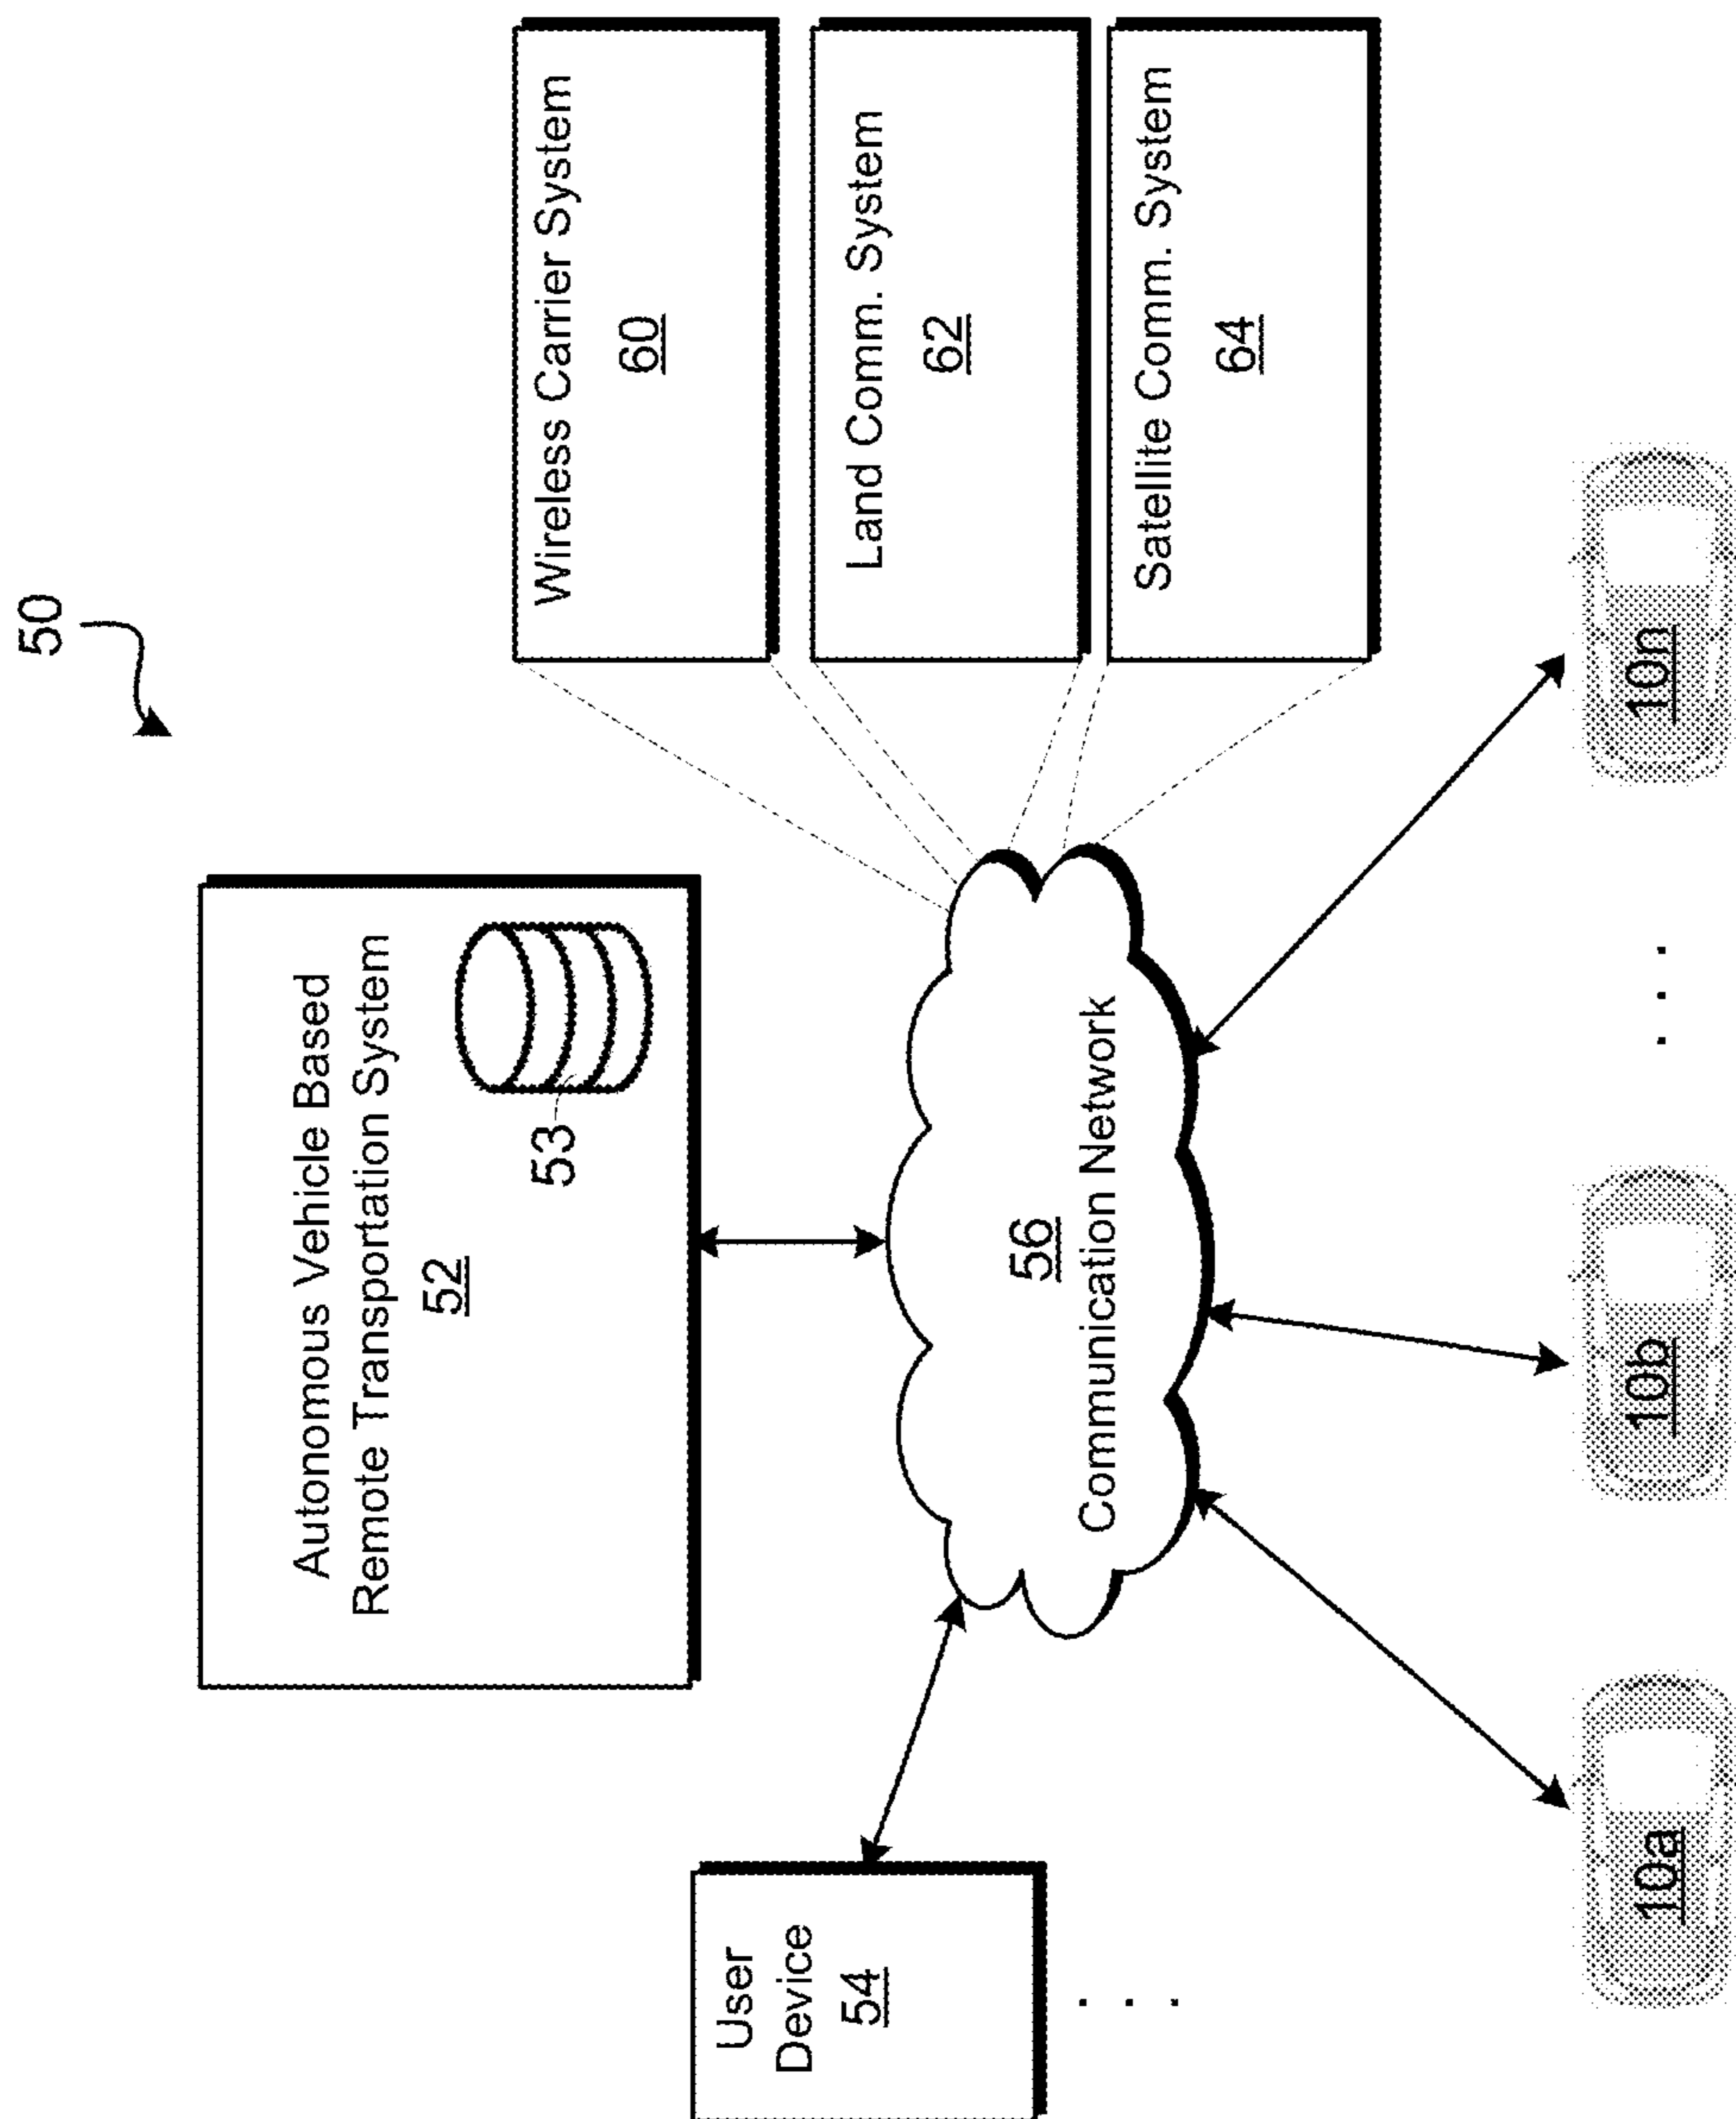 50
Autonomous Vehicle Based
Remote Transportation System
52
53
Wireless Carrier System
60
Land Comm. System
62
Satellite Comm. System
64
User
Device
54
. . .
56
Communication Network
10a
10b
. . .
10n